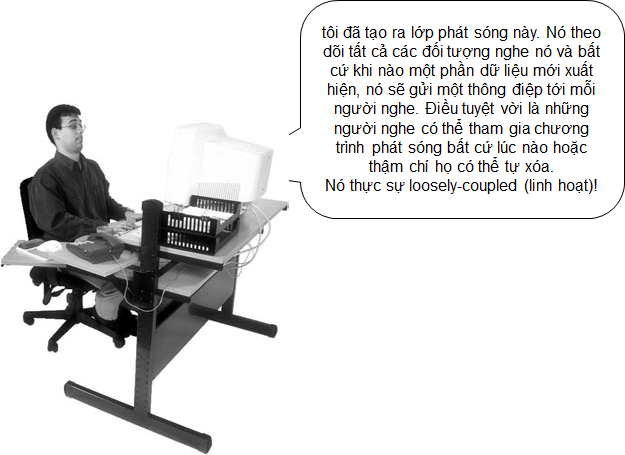 tôi đã tạo ra lớp phát sóng này. Nó theo
dõi tất cả các đối tượng nghe nó và bất
cứ khi nào một phần dữ liệu mới xuất
hiện, nó sẽ gửi một thông điệp tới mỗi
người nghe. Điều tuyệt vời là những
người nghe có thể tham gia chương
trình phát sóng bất cứ lúc nào hoặc
thậm chí họ có thể tự xóa.
Nó thực sự loosely-coupled (linh hoạt)!